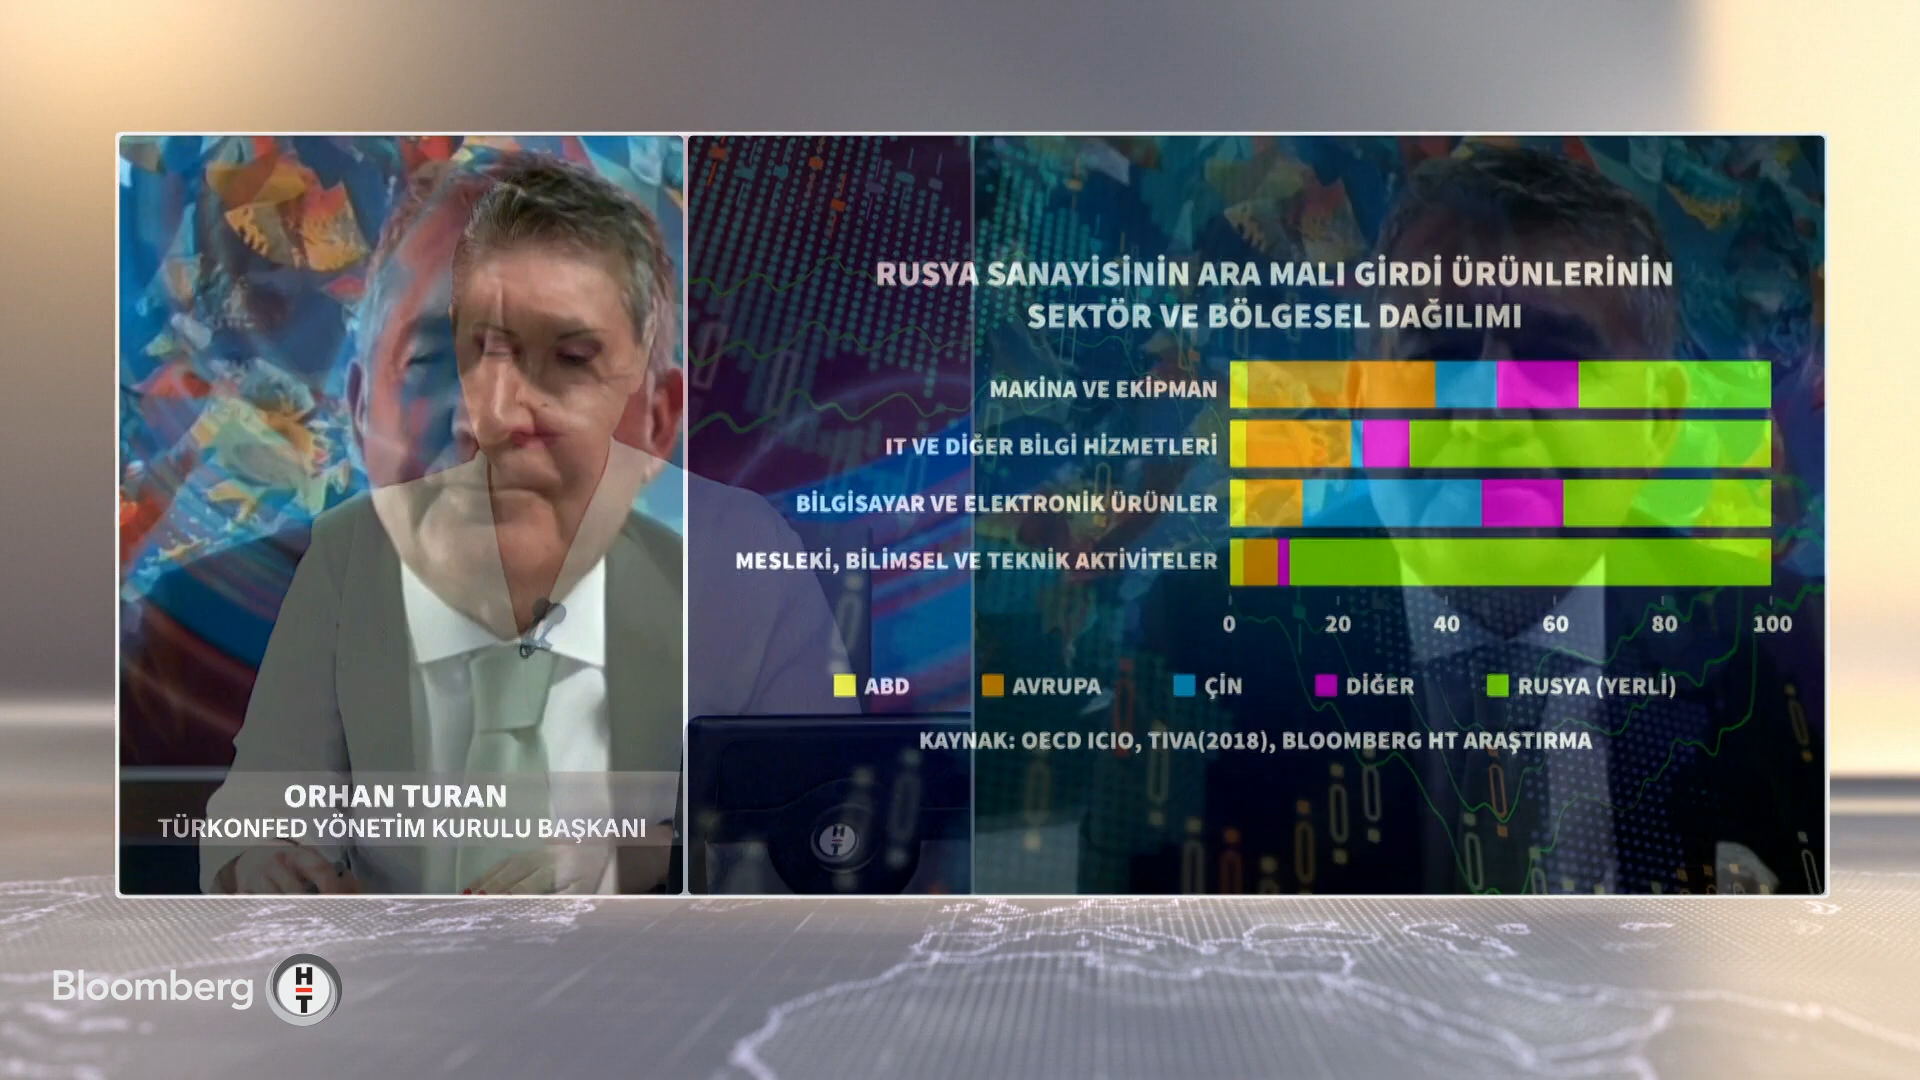 RUSYA SANAYİSİNİN ARA MALI GİRDİ ÜRÜNLERİNİN
SEKTÖR VE BÖLGESEL DAĞILIMI
MAKİNA VE EKİPMAN
IT VE DİĞER BİLGİ HİZMETLERİ
BİLGİSAYAR VE ELEKTRONİK ÜRÜNLER
MESLEKİ, BİLİMSEL VE TEKNİK AKTİVİTELER
0 20 40 60 80 100
ABD AVRUPA ÇİN DİĞER RUSYA (YERLİ)
KAYNAK: OECD ICIO, TIVA(2018), BLOOMBERG HT ARAŞTIRMA
ORHAN TURAN
TÜRKONFED YÖNETİM KURULU BAŞKANI
HT
Bloomberg HT